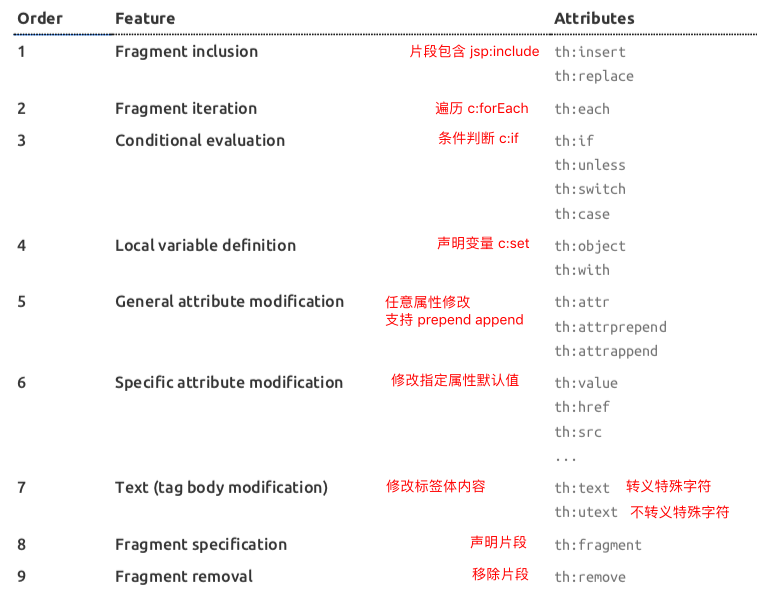 Order Feature Attributes
1 Fragment inclusion 片段包含 jsp:include th:insert
th:replace
2 Fragment iteration 遍历 c:forEach th:each
3 Conditional evaluation 条件判断 c:if th:if
th:unless
th:switch
th:case
4 Local variable definition 声明变量 c:set th:object
th:with
5 General attribute modification 任意属性修改 th:attr
支持 prepend append th:attrprepend
th:attrappend
6 Specific attribute modification 修改指定属性默认值 th:value
th:href
th:src
...
7 Text (tag body modification) 修改标签体内容 th:text 转义特殊字符
th:utext 不转义特殊字符
8 Fragment specification 声明片段 th:fragment
9 Fragment removal 移除片段 th:remove